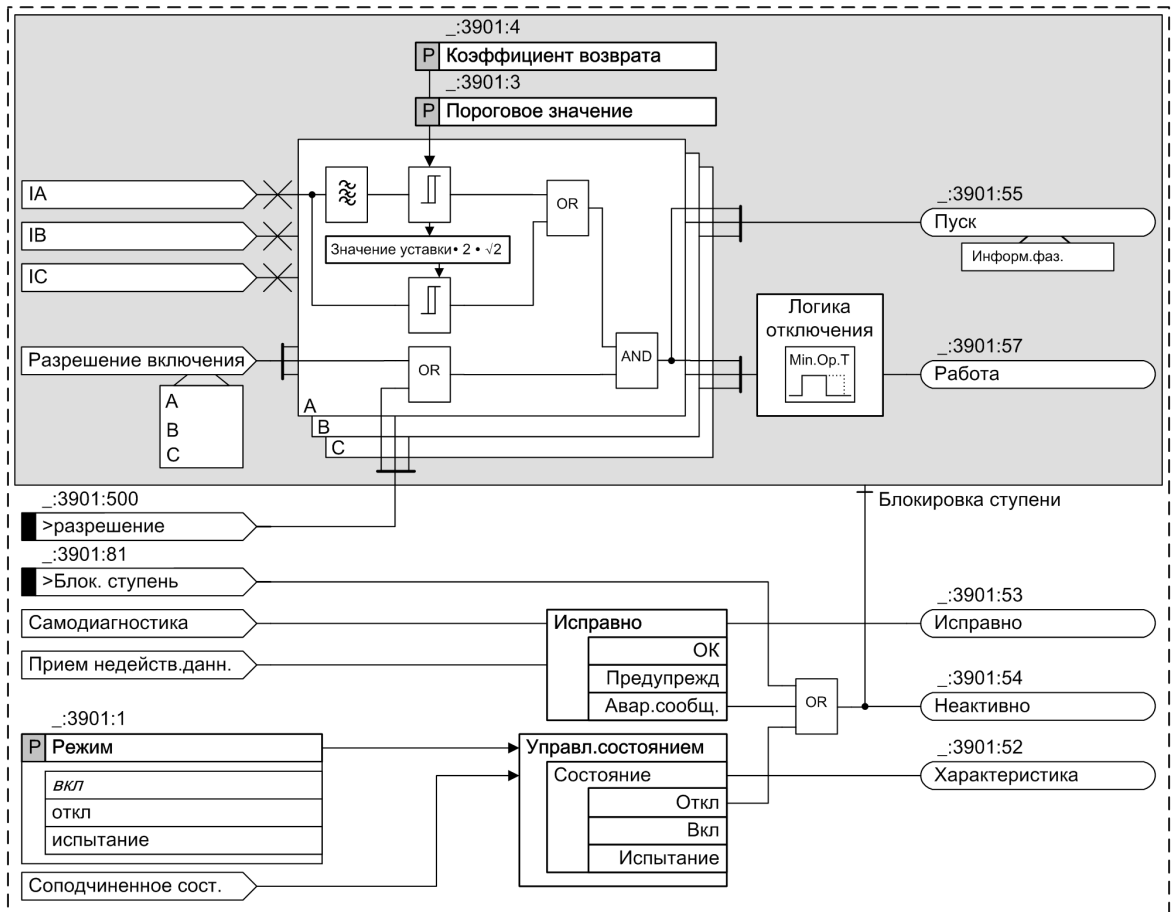 _:3901:4
P Коэффициент возврата
_:3901:3
P Пороговое значение
IA
IB
IC
OR
Значение уставки• 2 • √2
_:3901:55
Пуск
Информ.фаз.
Разрешение включения
A
B
C
OR
AND
A
B
C
Логика
отключения
Min.Op.T
_:3901:57
Работа
_:3901:500
>разрешение
Блокировка ступени
_:3901:81
>Блок. ступень
Самодиагностика
Прием недейств.данн.
Исправно
ОК
Предупрежд
Авар.сообщ.
OR
_:3901:53
Исправно
_:3901:54
Неактивно
_:3901:1
P Режим
вкл
откл
испытание
Соподчиненное сост.
Управл.состоянием
Состояние
Откл
Вкл
Испытание
_:3901:52
Характеристика